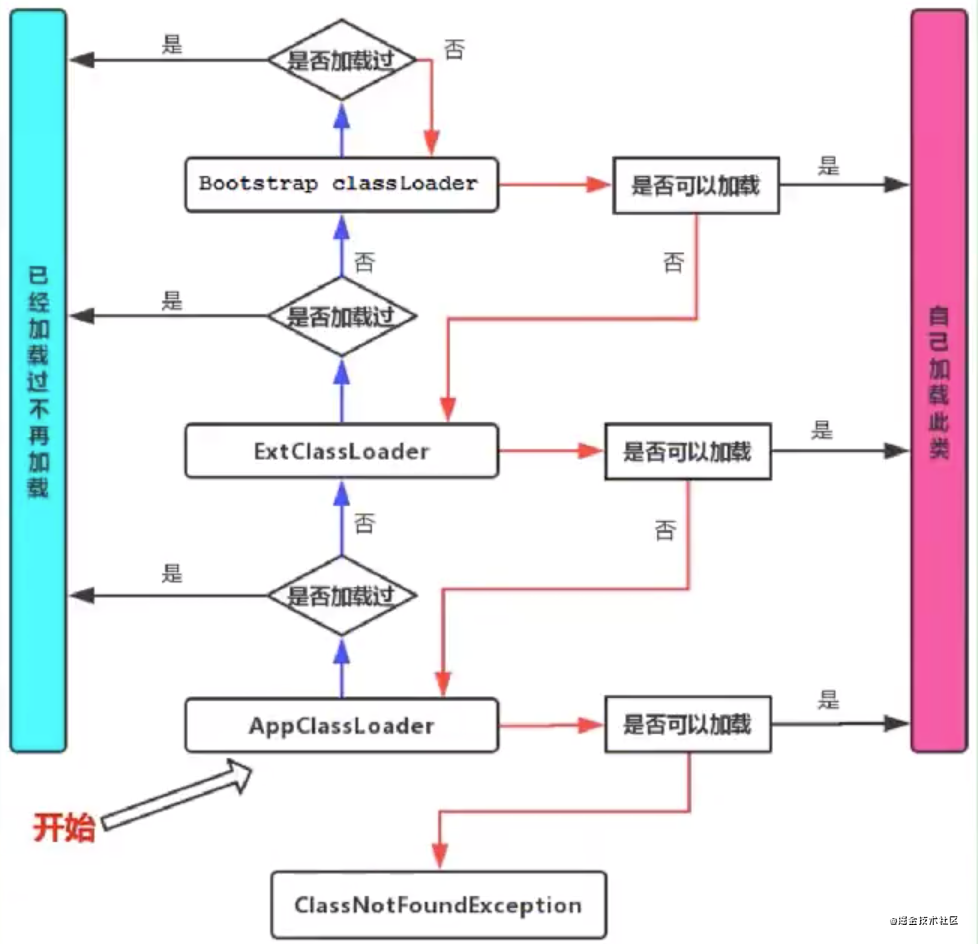 是
是否加载过
否
Bootstrap classLoader
是否可以加载
是
否
否
是
是否加载过
已经加载过不再加载
自己加载此类
ExtClassLoader
是否可以加载
是
否
否
是
是否加载过
AppClassLoader
是否可以加载
是
开始
ClassNotFoundException
@掘金技术社区